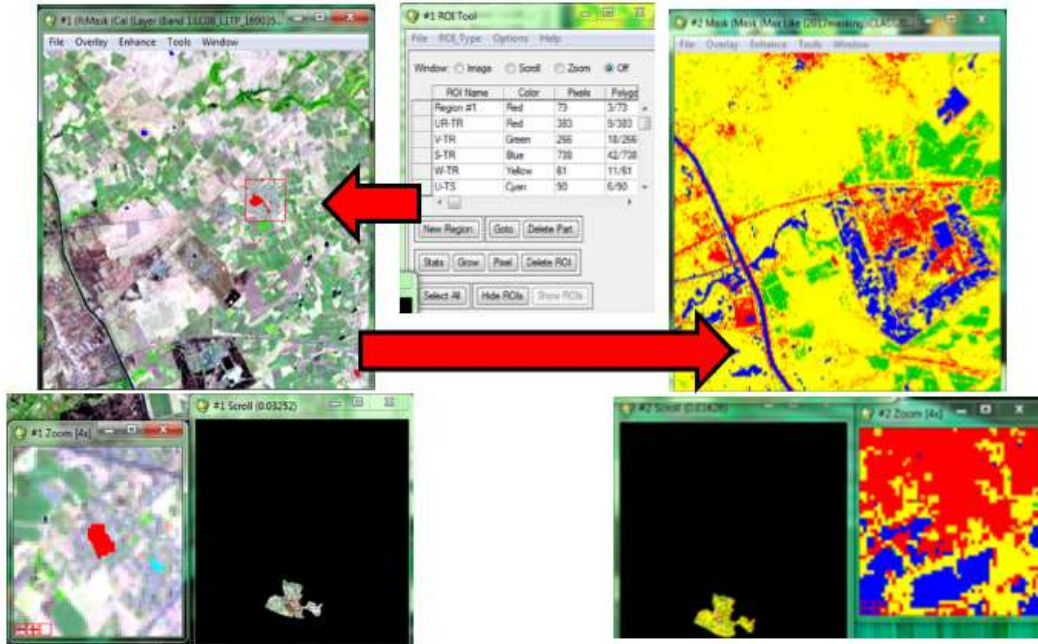 #1 (R:Mask (Cal (Layer (Band 1:LC08_L1TP_169035...
File Overlay Enhance Tools Window
#1 ROI Tool
File ROI_Type Options Help
Window: Image Scroll Zoom Off
ROI Name Color Pixels Polygo
Region #1 Red 73 3/73
UR-TR Red 383 9/383
V-TR Green 266 18/266
S-TR Blue 738 42/738
W-TR Yellow 61 11/61
U-TS Cyan 90 6/90
New Region Goto Delete Part
Stats Grow Pixel Delete ROI
Select All Hide ROIs Show ROIs
#2 Mask (Mask (Max Like (2017masking
File Overlay Enhance Tools Window
#1 Zoom [4x]
#1 Scroll (0.03252)
#2 Scroll
#2 Zoom [4x]